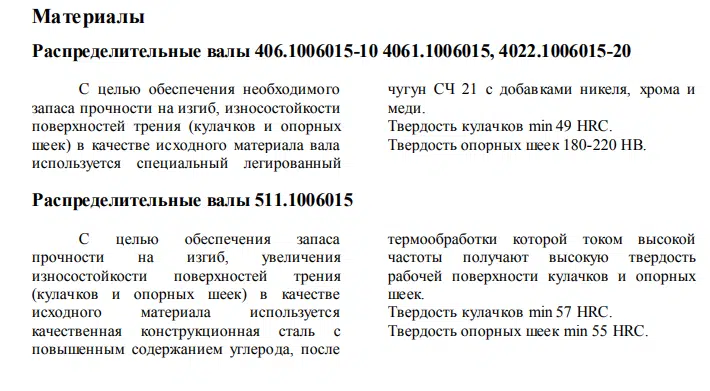 Материалы
Распределительные валы 406.1006015-10 4061.1006015, 4022.1006015-20
С целью обеспечения необходимого
запаса прочности на изгиб, износостойкости
поверхностей трения (кулачков и опорных
шеек) в качестве исходного материала вала
используется специальный легированный
чугун СЧ 21 с добавками никеля, хрома и
меди.
Твердость кулачков min 49 HRC.
Твердость опорных шеек 180-220 НВ.
Распределительные валы 511.1006015
С целью обеспечения запаса
прочности на изгиб, увеличения
износостойкости поверхностей трения
(кулачков и опорных шеек) в качестве
исходного материала используется
качественная конструкционная сталь с
повышенным содержанием углерода, после
термообработки которой током высокой
частоты получают высокую твердость
рабочей поверхности кулачков и опорных
шеек.
Твердость кулачков min 57 HRC.
Твердость опорных шеек min 55 HRC.